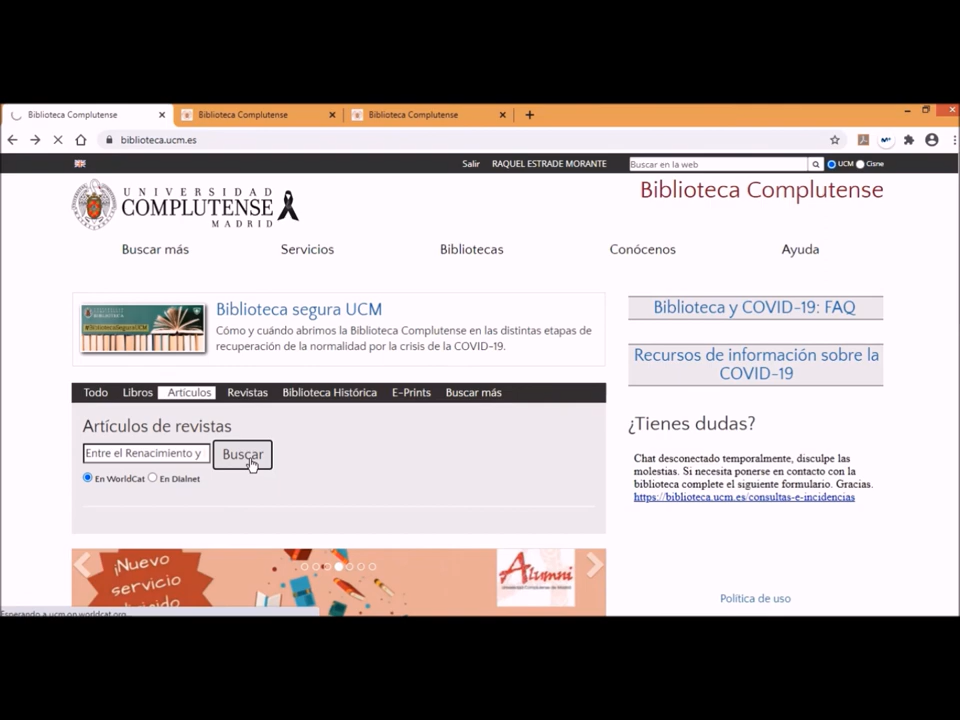 Biblioteca Complutense
Biblioteca Complutense
Biblioteca Complutense
biblioteca.ucm.es
Salir
RAQUEL ESTRADE MORANTE
Buscar en la web
UCM
Cisne
UNIVERSIDAD
COMPLUTENSE
MADRID
Biblioteca Complutense
Buscar más
Servicios
Bibliotecas
Conócenos
Ayuda
Biblioteca segura UCM
Cómo y cuándo abrimos la Biblioteca Complutense en las distintas etapas de
recuperación de la normalidad por la crisis de la COVID-19.
Biblioteca y COVID-19: FAQ
Recursos de información sobre la
COVID-19
Todo
Libros
Artículos
Revistas
Biblioteca Histórica
E-Prints
Buscar más
Artículos de revistas
Entre el Renacimiento y
Buscar
En WorldCat
En Dialnet
¿Tienes dudas?
Chat desconectado temporalmente, disculpe las
molestias. Si necesita ponerse en contacto con la
biblioteca complete el siguiente formulario. Gracias.
https://biblioteca.ucm.es/consultas-e-incidencias
¡Nuevo
servicio
Alumni
Política de uso
Esperando a ucm.on.worldcat.org...